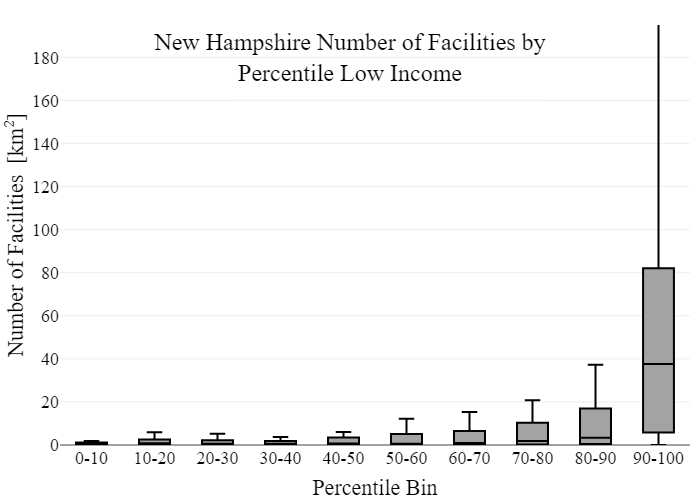 New Hampshire Number of Facilities by
Percentile Low Income
Number of Facilities [km²]
180
160
140
120
100
80
60
40
20
0
0-10 10-20 20-30 30-40 40-50 50-60 60-70 70-80 80-90 90-100
Percentile Bin